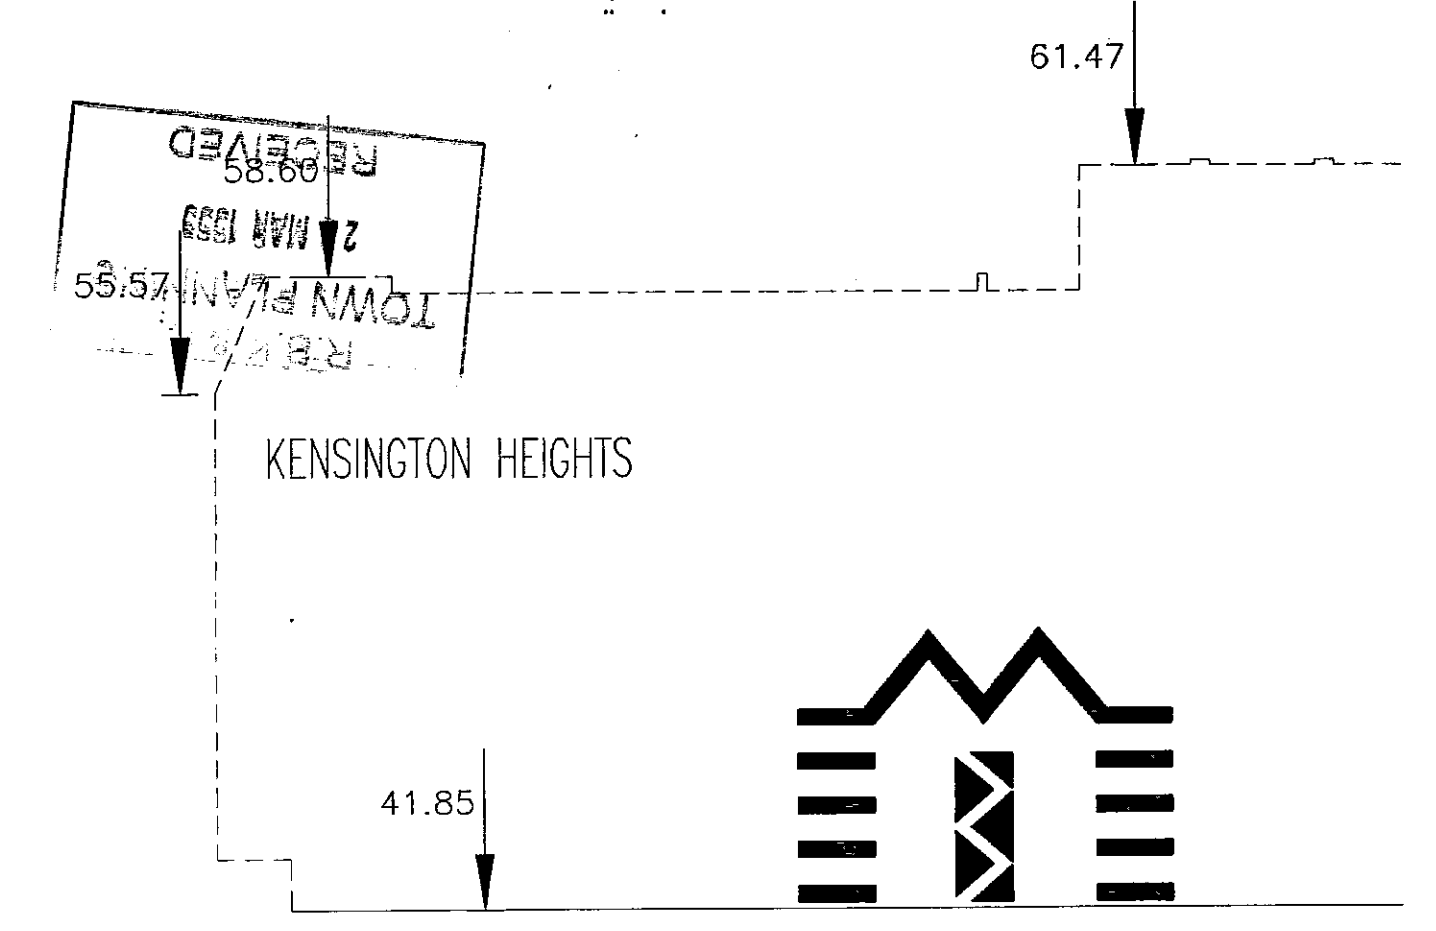 61.47
RECEIVED
58.60
2 MAR 1999
55.57
TOWN PLANNING
R.B.K.
KENSINGTON HEIGHTS
41.85